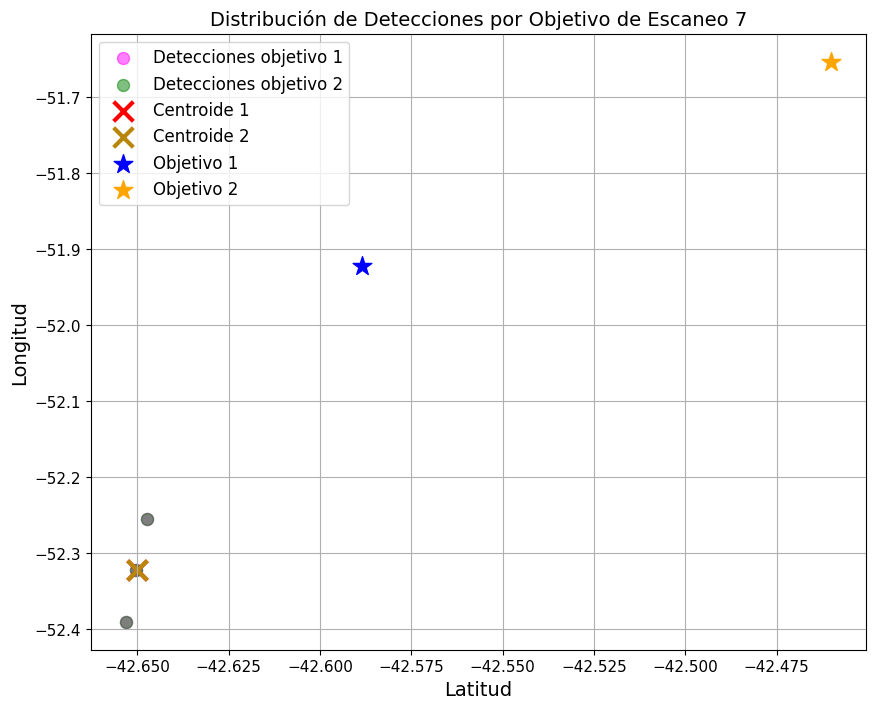 Distribución de Detecciones por Objetivo de Escaneo 7
Detecciones objetivo 1
Detecciones objetivo 2
Centroide 1
Centroide 2
Objetivo 1
Objetivo 2
Longitud
−51.7
−51.8
−51.9
−52.0
−52.1
−52.2
−52.3
−52.4
−42.650 −42.625 −42.600 −42.575 −42.550 −42.525 −42.500 −42.475
Latitud